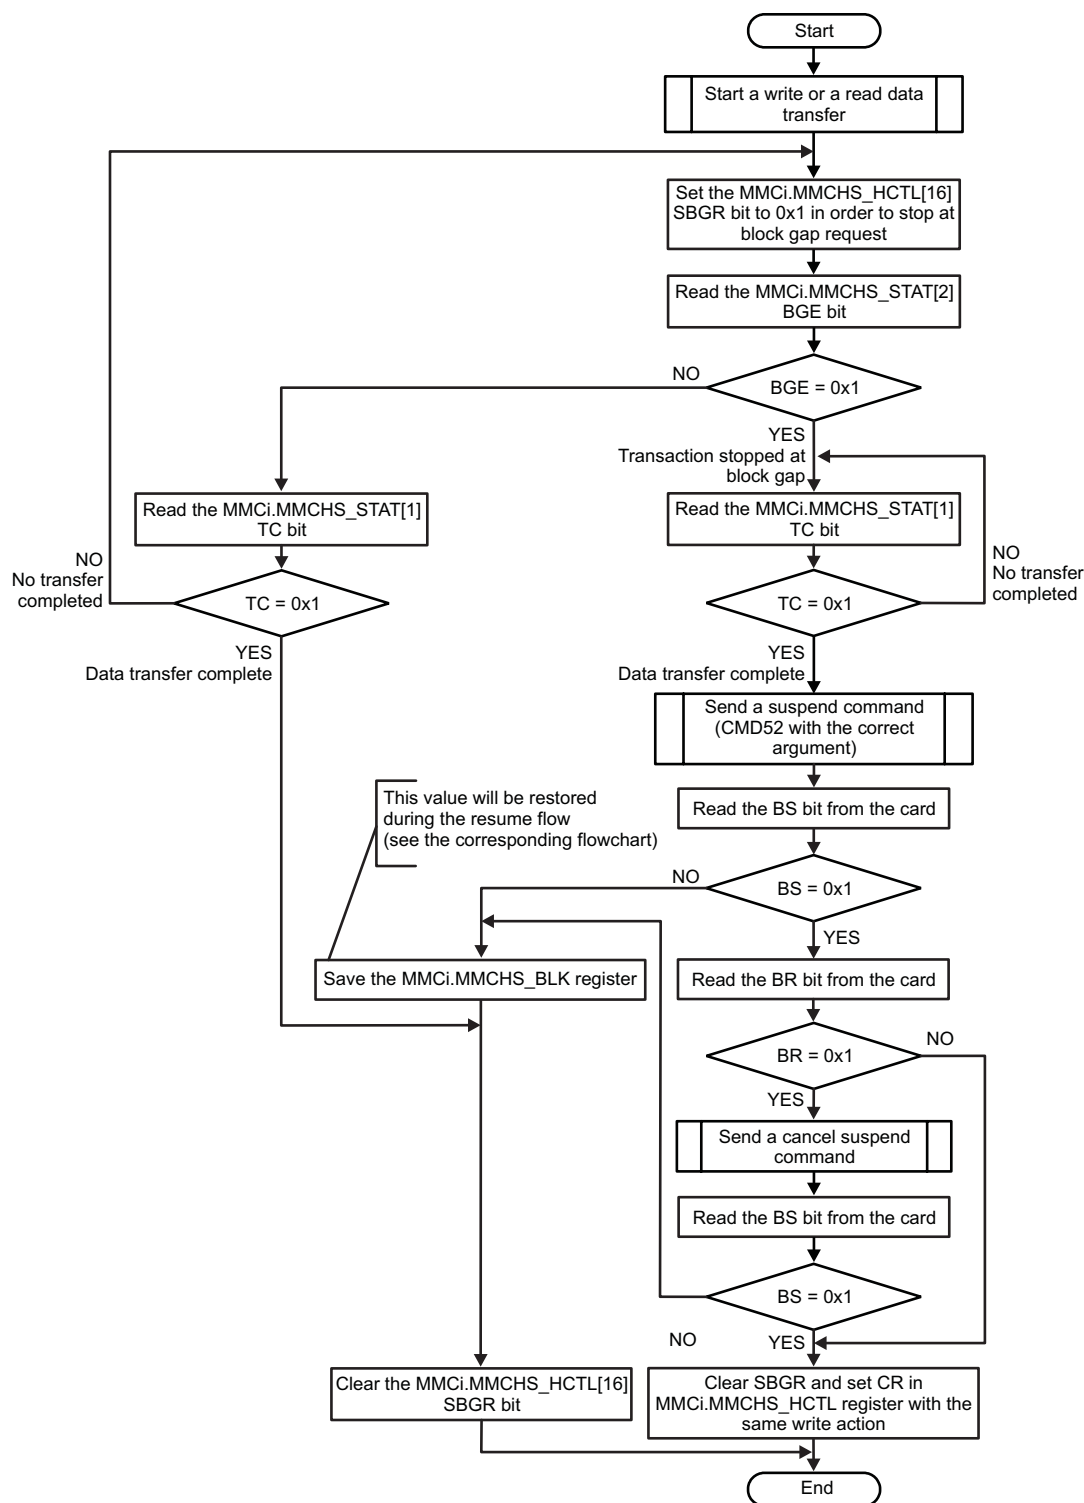 Start
Start a write or a read data
transfer
Set the MMCi.MMCHS_HCTL[16]
SBGR bit to 0x1 in order to stop at
block gap request
Read the MMCi.MMCHS_STAT[2]
BGE bit
NO
BGE = 0x1
YES
Transaction stopped at
block gap
Read the MMCi.MMCHS_STAT[1]
TC bit
Read the MMCi.MMCHS_STAT[1]
TC bit
NO
No transfer
completed
TC = 0x1
TC = 0x1
NO
No transfer
completed
YES
Data transfer complete
YES
Data transfer complete
Send a suspend command
(CMD52 with the correct
argument)
This value will be restored
during the resume flow
(see the corresponding flowchart)
Read the BS bit from the card
NO
BS = 0x1
YES
Save the MMCi.MMCHS_BLK register
Read the BR bit from the card
NO
BR = 0x1
YES
Send a cancel suspend
command
Read the BS bit from the card
BS = 0x1
NO
YES
Clear the MMCi.MMCHS_HCTL[16]
SBGR bit
Clear SBGR and set CR in
MMCi.MMCHS_HCTL register with the
same write action
End